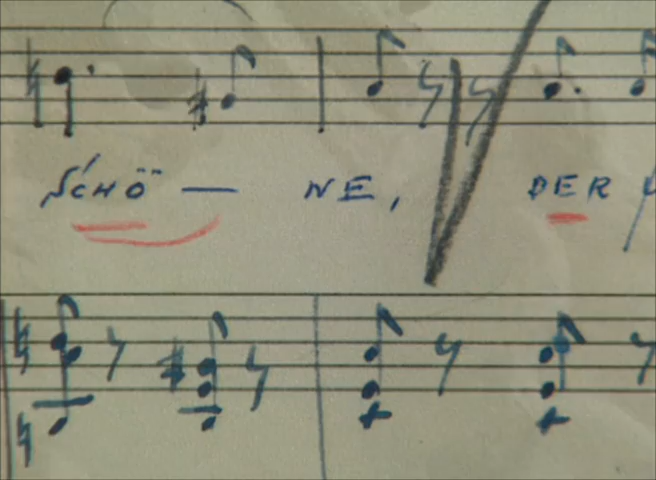 SCHÖ — NE, DER